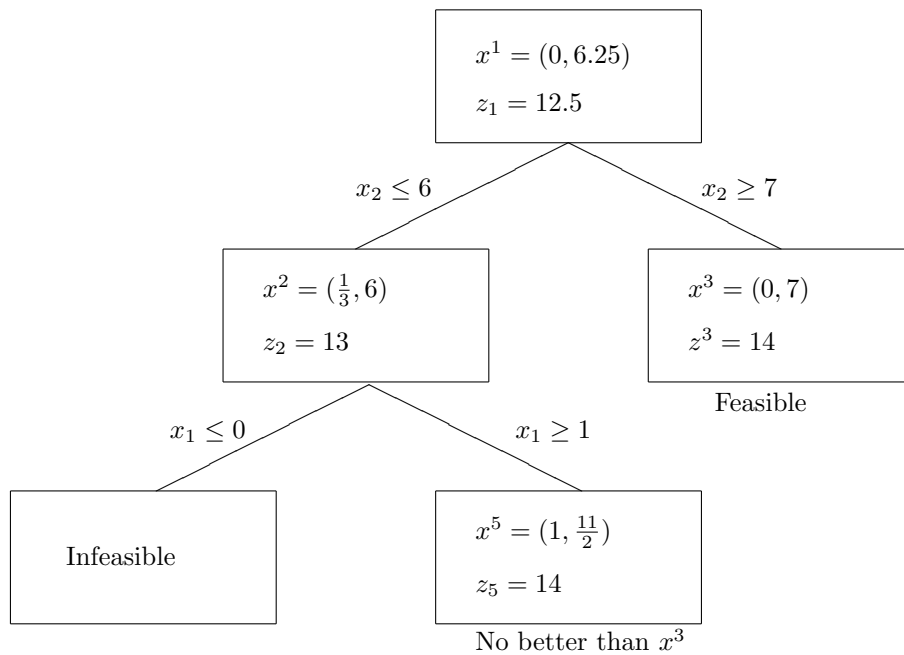 x^1 = (0, 6.25)
z_1 = 12.5
x_2 ≤ 6
x_2 ≥ 7
x^2 = (1/3, 6)
z_2 = 13
x^3 = (0, 7)
z^3 = 14
Feasible
x_1 ≤ 0
x_1 ≥ 1
Infeasible
x^5 = (1, 11/2)
z_5 = 14
No better than x^3